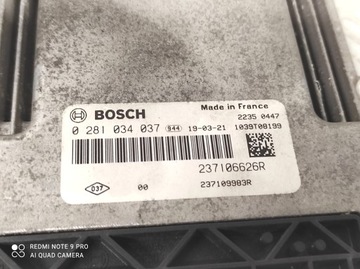 BOSCH
Made in France
2235 0447
0 281 034 037 944 19-03-21 1039T08199
237106626R
037
00
237109983R
REDMI NOTE 9 PRO
AI QUAD CAMERA